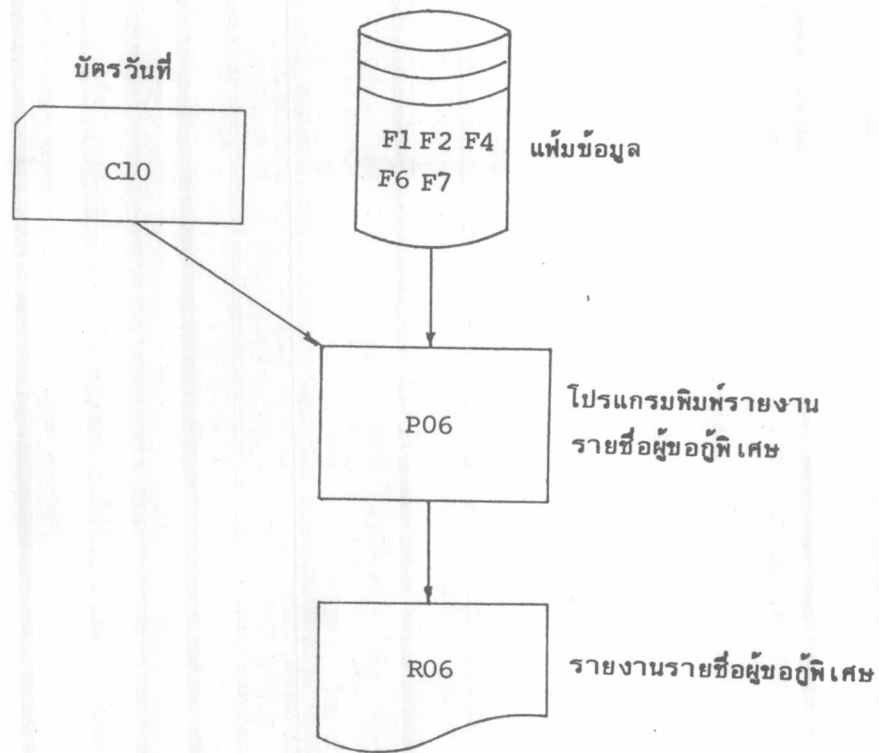 บัตรวันที่
C10
F1 F2 F4
F6 F7
แฟ้มข้อมูล
P06
โปรแกรมพิมพ์รายงาน
รายชื่อผู้ขอกู้พิเศษ
R06
รายงานรายชื่อผู้ขอกู้พิเศษ